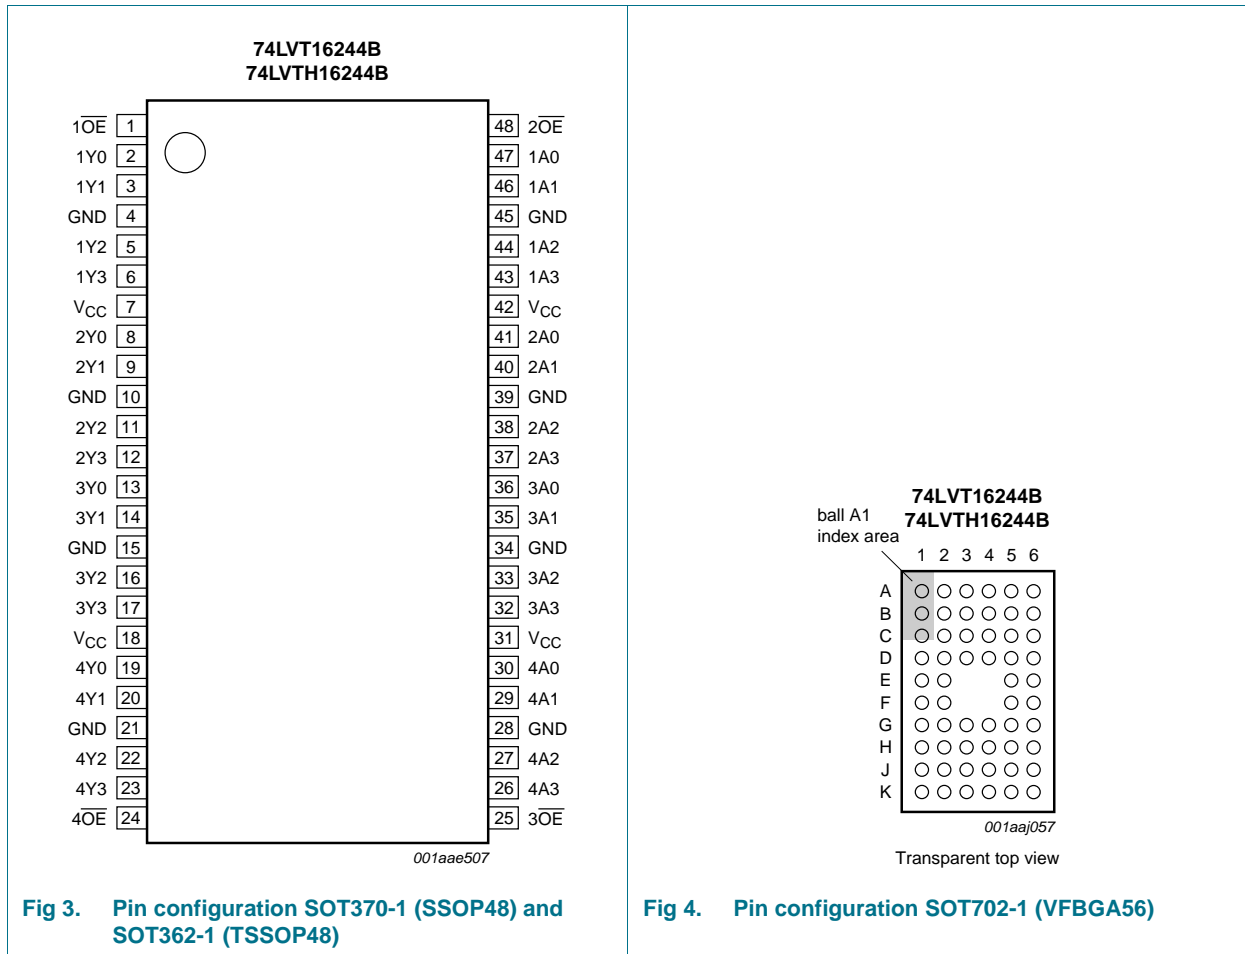 74LVT16244B
74LVTH16244B
1O̅E̅ 1 48 2O̅E̅
1Y0 2 47 1A0
1Y1 3 46 1A1
GND 4 45 GND
1Y2 5 44 1A2
1Y3 6 43 1A3
VCC 7 42 VCC
2Y0 8 41 2A0
2Y1 9 40 2A1
GND 10 39 GND
2Y2 11 38 2A2
2Y3 12 37 2A3
3Y0 13 36 3A0
3Y1 14 35 3A1
GND 15 34 GND
3Y2 16 33 3A2
3Y3 17 32 3A3
VCC 18 31 VCC
4Y0 19 30 4A0
4Y1 20 29 4A1
GND 21 28 GND
4Y2 22 27 4A2
4Y3 23 26 4A3
4O̅E̅ 24 25 3O̅E̅
001aae507
Fig 3. Pin configuration SOT370-1 (SSOP48) and
SOT362-1 (TSSOP48)
74LVT16244B
74LVTH16244B
ball A1
index area
1 2 3 4 5 6
A
B
C
D
E
F
G
H
J
K
001aaj057
Transparent top view
Fig 4. Pin configuration SOT702-1 (VFBGA56)